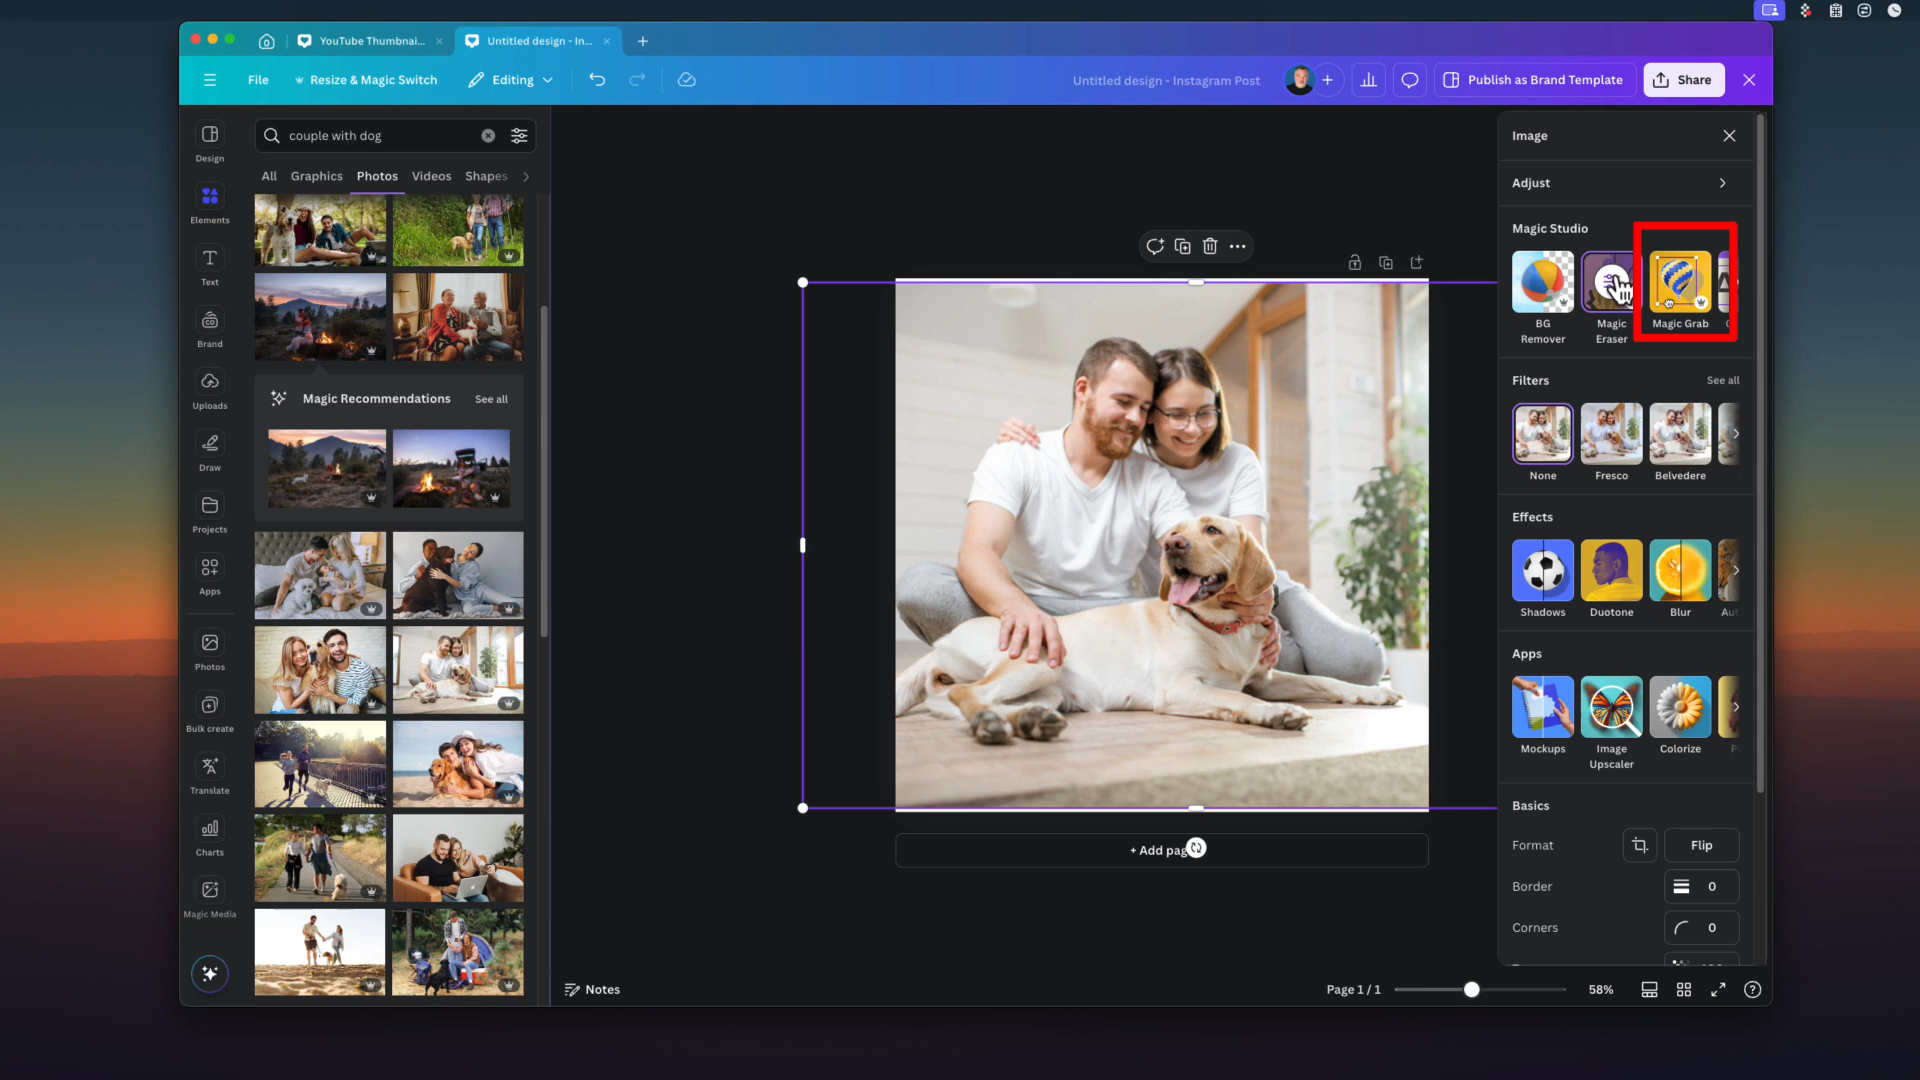 YouTube Thumbnai...
Untitled design - In...
File
Resize & Magic Switch
Editing
Untitled design - Instagram Post
Publish as Brand Template
Share
Design
Elements
Text
Brand
Uploads
Draw
Projects
Apps
Photos
Bulk create
Translate
Charts
Magic Media
couple with dog
All
Graphics
Photos
Videos
Shapes
Magic Recommendations
See all
+ Add pag
Notes
Page 1 / 1
58%
Image
Adjust
Magic Studio
BG Remover
Magic Eraser
Magic Grab
Filters
See all
None
Fresco
Belvedere
Effects
Shadows
Duotone
Blur
Aut
Apps
Mockups
Image Upscaler
Colorize
Basics
Format
Flip
Border
0
Corners
0